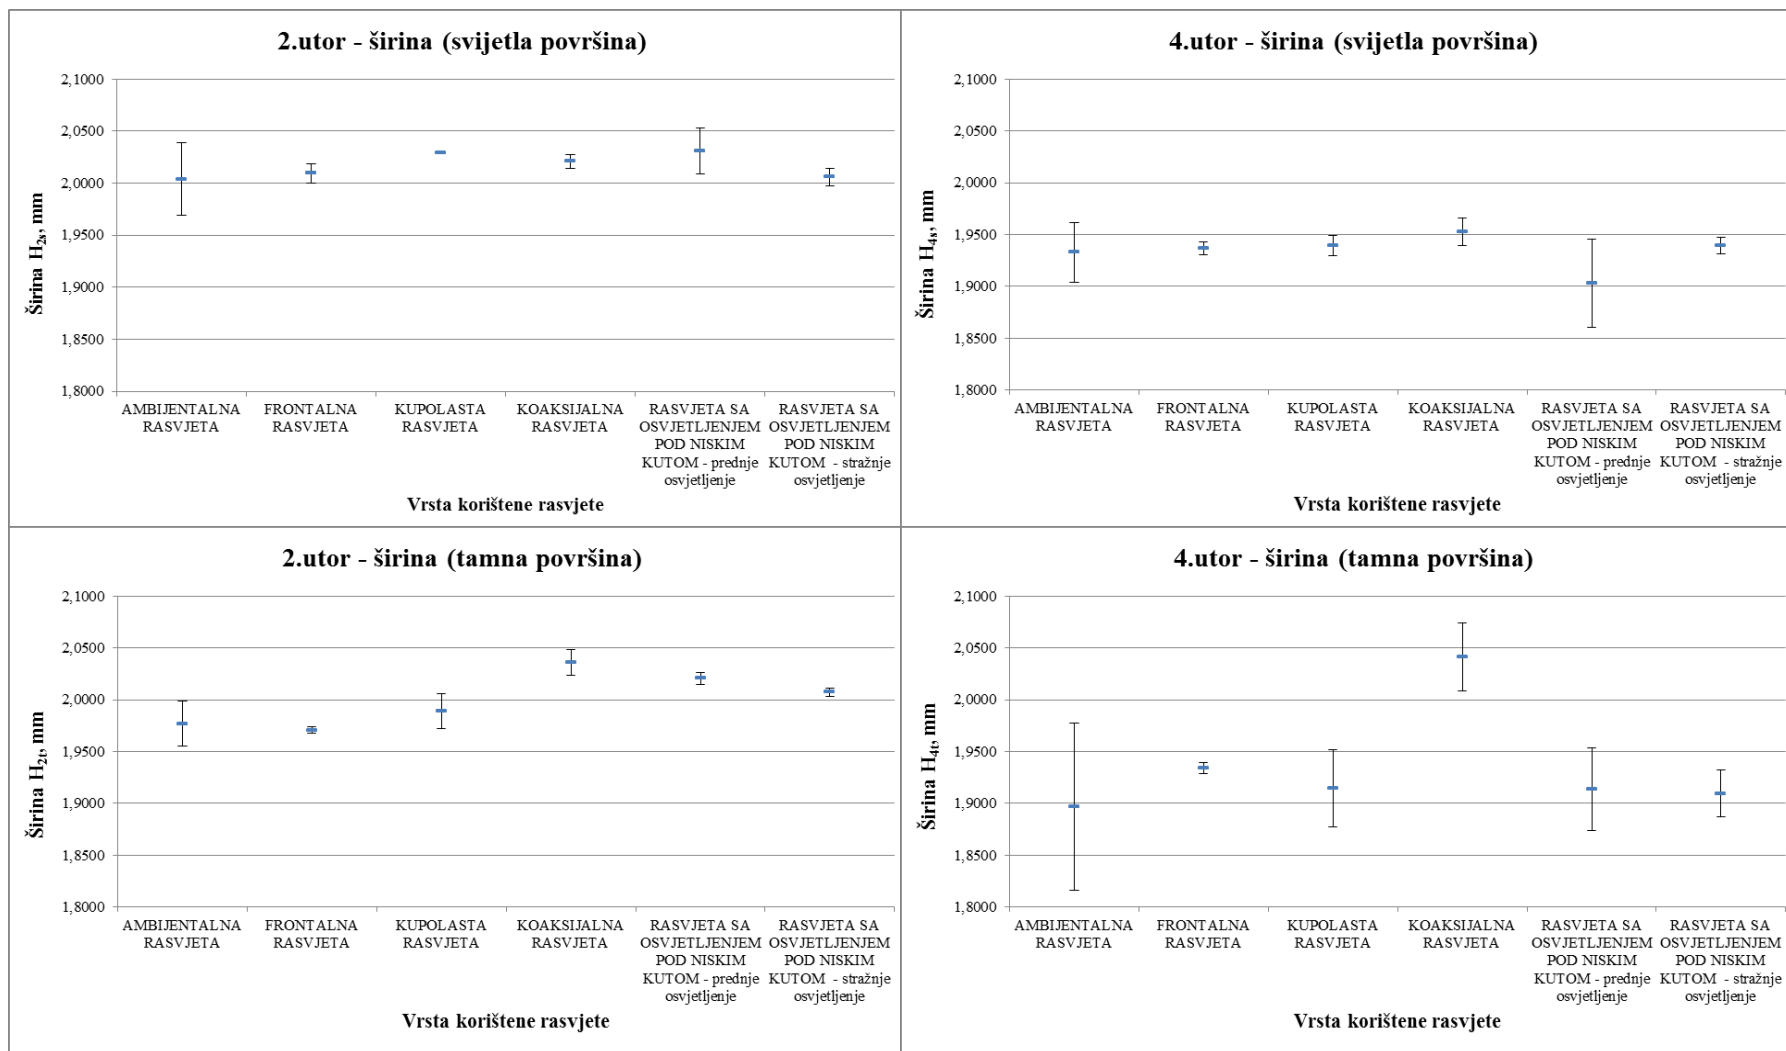 2.utor - širina (svijetla površina)
Širina H2s, mm
2,1000
2,0500
2,0000
1,9500
1,9000
1,8500
1,8000
AMBIJENTALNA
RASVJETA
FRONTALNA
RASVJETA
KUPOLASTA
RASVJETA
KOAKSIJALNA
RASVJETA
RASVJETA SA
OSVJETLJENJEM
POD NISKIM
KUTOM - prednje
osvjetljenje
RASVJETA SA
OSVJETLJENJEM
POD NISKIM
KUTOM - stražnje
osvjetljenje
Vrsta korištene rasvjete
4.utor - širina (svijetla površina)
Širina H4s, mm
2,1000
2,0500
2,0000
1,9500
1,9000
1,8500
1,8000
AMBIJENTALNA
RASVJETA
FRONTALNA
RASVJETA
KUPOLASTA
RASVJETA
KOAKSIJALNA
RASVJETA
RASVJETA SA
OSVJETLJENJEM
POD NISKIM
KUTOM - prednje
osvjetljenje
RASVJETA SA
OSVJETLJENJEM
POD NISKIM
KUTOM - stražnje
osvjetljenje
Vrsta korištene rasvjete
2.utor - širina (tamna površina)
Širina H2t, mm
2,1000
2,0500
2,0000
1,9500
1,9000
1,8500
1,8000
AMBIJENTALNA
RASVJETA
FRONTALNA
RASVJETA
KUPOLASTA
RASVJETA
KOAKSIJALNA
RASVJETA
RASVJETA SA
OSVJETLJENJEM
POD NISKIM
KUTOM - prednje
osvjetljenje
RASVJETA SA
OSVJETLJENJEM
POD NISKIM
KUTOM - stražnje
osvjetljenje
Vrsta korištene rasvjete
4.utor - širina (tamna površina)
Širina H4t, mm
2,1000
2,0500
2,0000
1,9500
1,9000
1,8500
1,8000
AMBIJENTALNA
RASVJETA
FRONTALNA
RASVJETA
KUPOLASTA
RASVJETA
KOAKSIJALNA
RASVJETA
RASVJETA SA
OSVJETLJENJEM
POD NISKIM
KUTOM - prednje
osvjetljenje
RASVJETA SA
OSVJETLJENJEM
POD NISKIM
KUTOM - stražnje
osvjetljenje
Vrsta korištene rasvjete